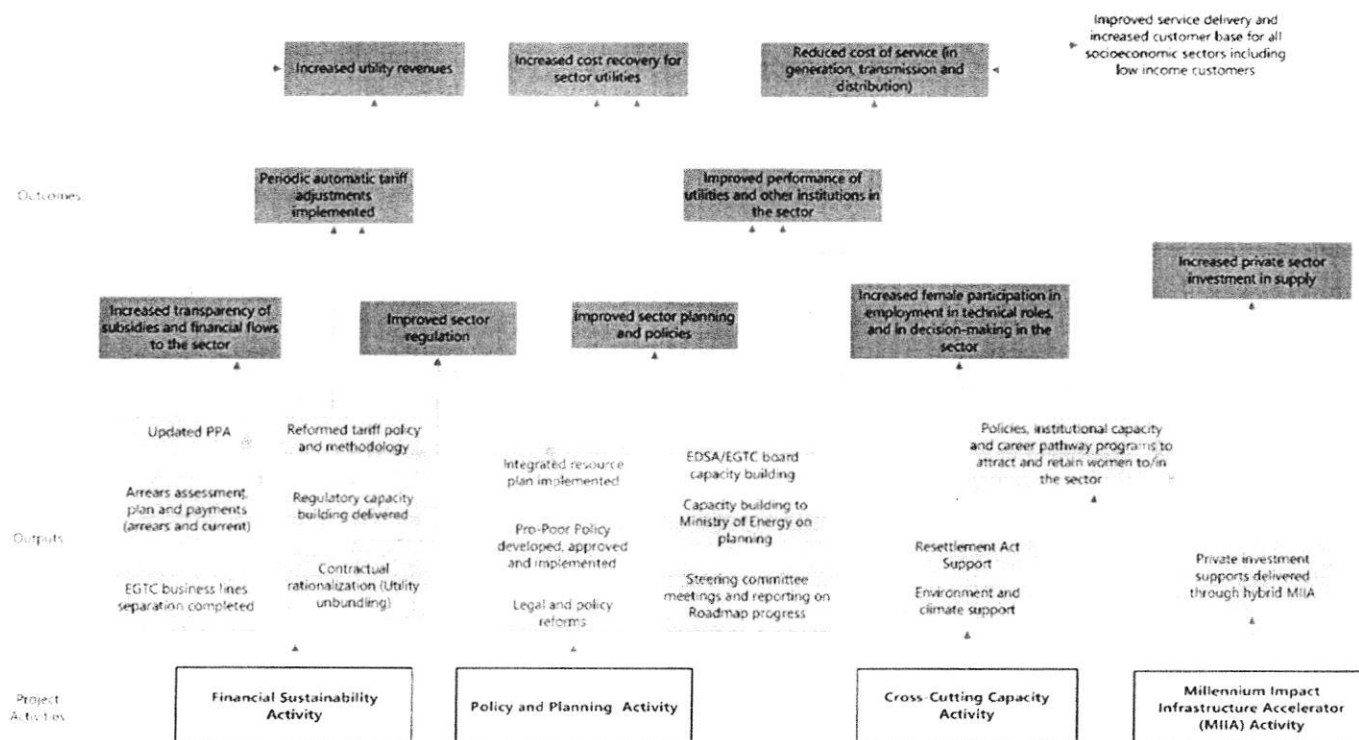 Improved service delivery and
increased customer base for all
socioeconomic sectors including
low income customers
Increased utility revenues
Increased cost recovery for
sector utilities
Reduced cost of service (in
generation, transmission and
distribution)
Outcomes
Periodic automatic tariff
adjustments
implemented
Improved performance of
utilities and other institutions in
the sector
Increased private sector
investment in supply
Increased transparency of
subsidies and financial flows
to the sector
Improved sector
regulation
Improved sector planning
and policies
Increased female participation in
employment in technical roles,
and in decision-making in the
sector
Outputs
Updated PPA
Arrears assessment,
plan and payments
(arrears and current)
EGTC business lines
separation completed
Reformed tariff policy
and methodology
Regulatory capacity
building delivered
Contractual
rationalization (Utility
unbundling)
Integrated resource
plan implemented
Pro-Poor Policy
developed, approved
and implemented
Legal and policy
reforms
EDSA/EGTC board
capacity building
Capacity building to
Ministry of Energy on
planning
Steering committee
meetings and reporting on
Roadmap progress
Policies, institutional capacity
and career pathway programs to
attract and retain women to/in
the sector
Resettlement Act
Support
Environment and
climate support
Private investment
supports delivered
through hybrid MIIA
Project
Activities
Financial Sustainability
Activity
Policy and Planning Activity
Cross-Cutting Capacity
Activity
Millennium Impact
Infrastructure Accelerator
(MIIA) Activity